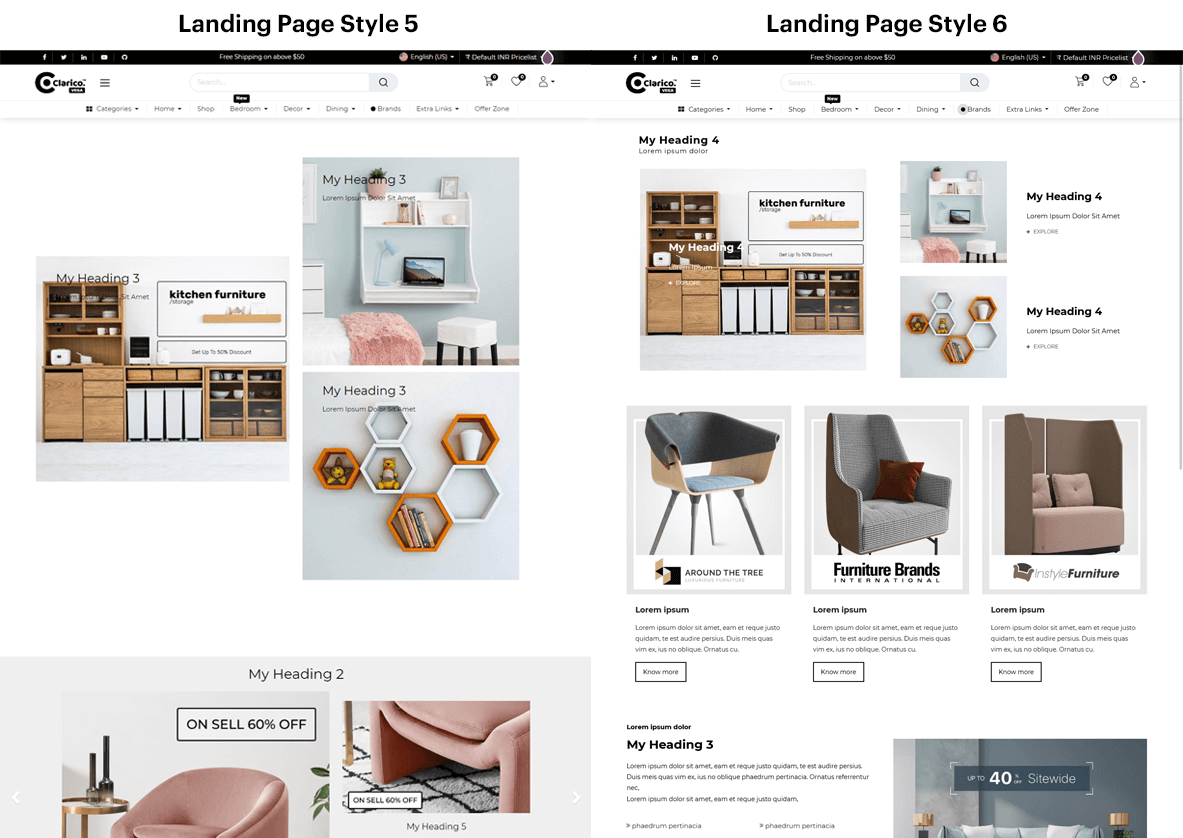 Landing Page Style 5
Free Shipping on above $50
English (US)
₹ Default INR Pricelist
Clarico™
VEGA
Search...
0
0
New
Categories
Home
Shop
Bedroom
Decor
Dining
Brands
Extra Links
Offer Zone
My Heading 3
Lorem Ipsum Dolor Sit Amet
My Heading 3
Lorem Ipsum Dolor Sit Amet
kitchen furniture
/storage
Get Up To 50% Discount
My Heading 3
Lorem Ipsum Dolor Sit Amet
My Heading 2
ON SELL 60% OFF
ON SELL 60% OFF
My Heading 5
Landing Page Style 6
Free Shipping on above $50
English (US)
₹ Default INR Pricelist
Clarico™
VEGA
Search...
0
0
New
Categories
Home
Shop
Bedroom
Decor
Dining
Brands
Extra Links
Offer Zone
My Heading 4
Lorem ipsum dolor
kitchen furniture
/storage
My Heading 4
Get Up To 50% Discount
Lorem Ipsum
EXPLORE
My Heading 4
Lorem Ipsum Dolor Sit Amet
EXPLORE
My Heading 4
Lorem Ipsum Dolor Sit Amet
EXPLORE
AROUND THE TREE
LUXURIOUS FURNITURE
Lorem ipsum
Lorem ipsum dolor sit amet, eam et reque justo
quidam, te est audire persius. Duis meis quas
vim ex, ius no oblique. Ornatus cu.
Know more
Furniture Brands
INTERNATIONAL
Lorem ipsum
Lorem ipsum dolor sit amet, eam et reque justo
quidam, te est audire persius. Duis meis quas
vim ex, ius no oblique. Ornatus cu.
Know more
InstyleFurniture
Lorem ipsum
Lorem ipsum dolor sit amet, eam et reque justo
quidam, te est audire persius. Duis meis quas
vim ex, ius no oblique. Ornatus cu.
Know more
Lorem ipsum dolor
My Heading 3
Lorem ipsum dolor sit amet, eam et reque justo quidam, te est audire persius.
Duis meis quas vim ex, ius no oblique phaedrum pertinacia. Ornatus referrentur
nec,
Lorem ipsum dolor sit amet, eam et reque justo quidam,
» phaedrum pertinacia
» phaedrum pertinacia
UP TO 40% OFF Sitewide